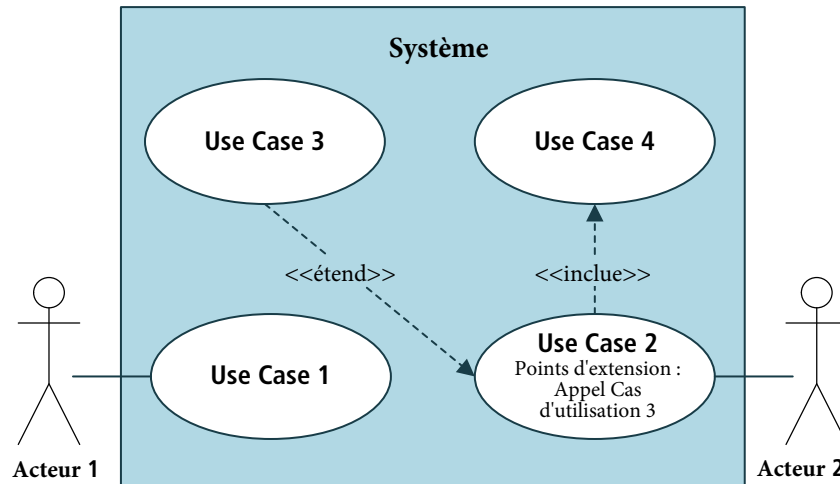 Système
Use Case 3
Use Case 4
<<étend>>
<<inclue>>
Use Case 1
Use Case 2
Points d'extension :
Appel Cas
d'utilisation 3
Acteur 1
Acteur 2